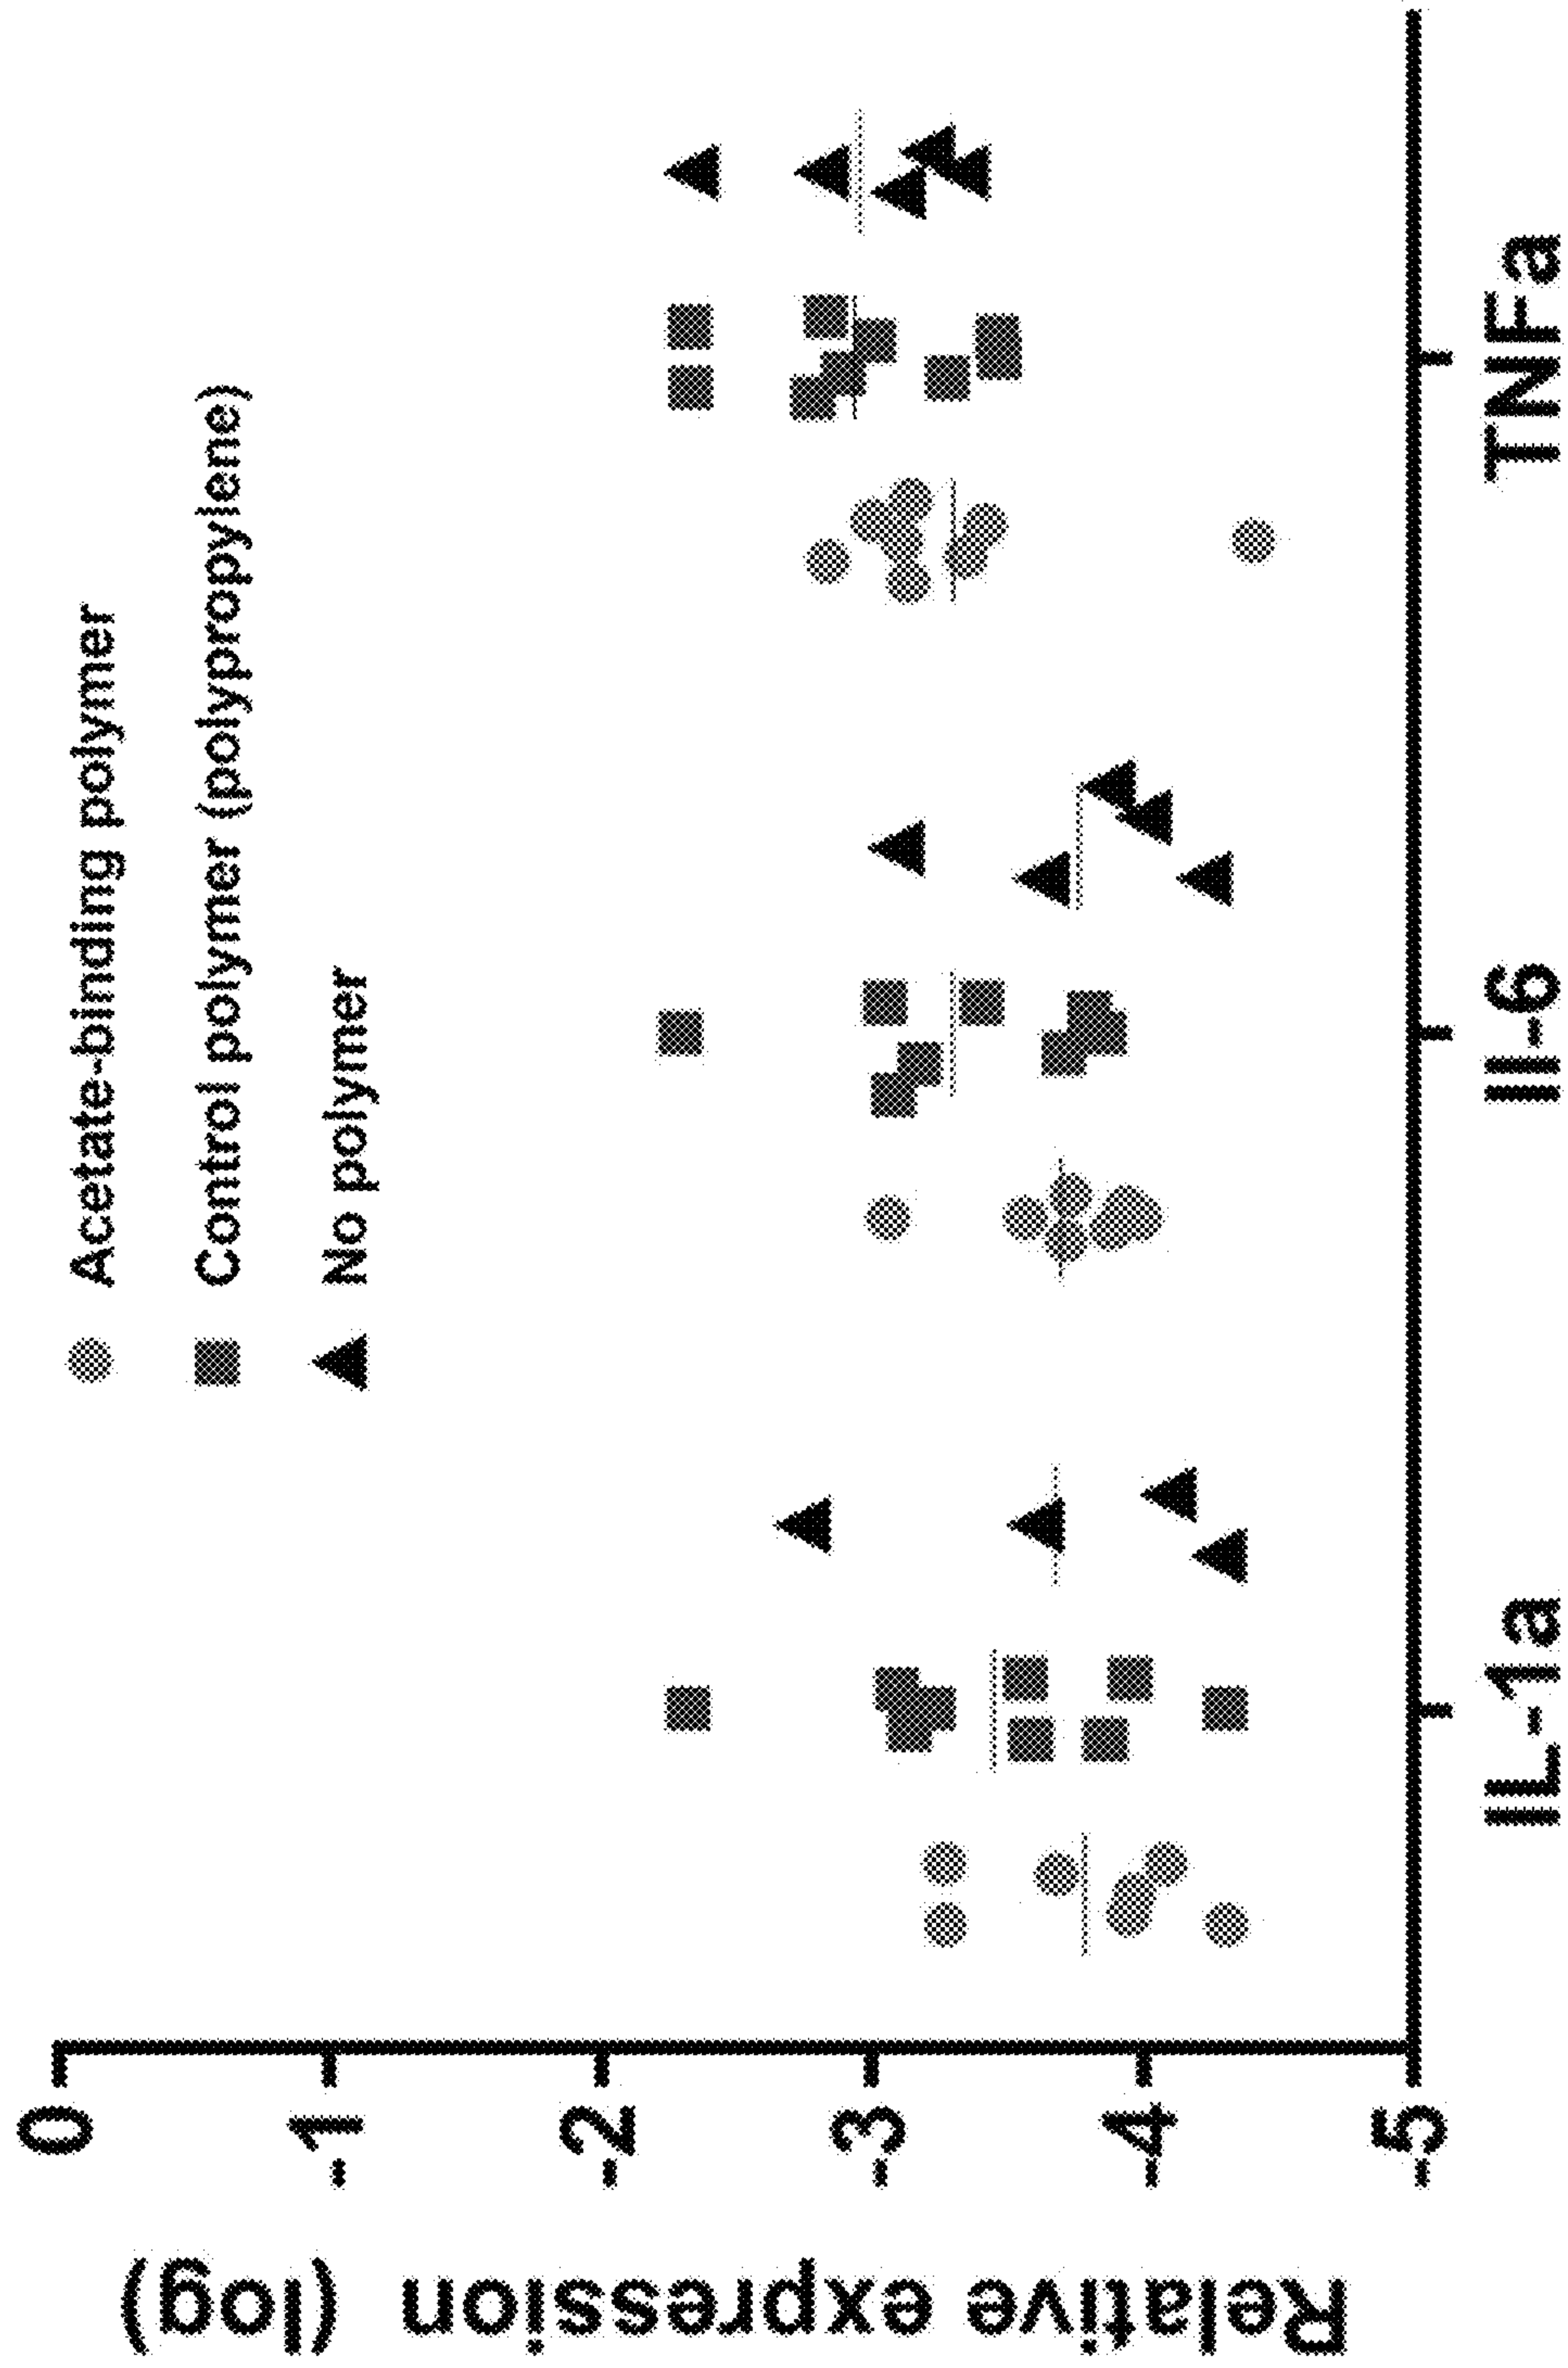 Acetate-binding polymer
Control polymer (polypropylene)
No polymer
Relative expression (log)
0
-1
-2
-3
-4
-5
IL-1a
Il-6
TNFa